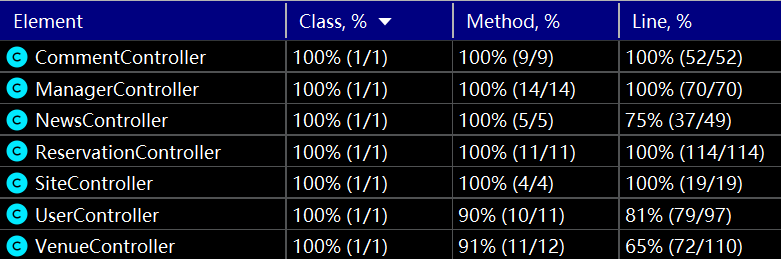 Element Class, % Method, % Line, %
C CommentController 100% (1/1) 100% (9/9) 100% (52/52)
C ManagerController 100% (1/1) 100% (14/14) 100% (70/70)
C NewsController 100% (1/1) 100% (5/5) 75% (37/49)
C ReservationController 100% (1/1) 100% (11/11) 100% (114/114)
C SiteController 100% (1/1) 100% (4/4) 100% (19/19)
C UserController 100% (1/1) 90% (10/11) 81% (79/97)
C VenueController 100% (1/1) 91% (11/12) 65% (72/110)